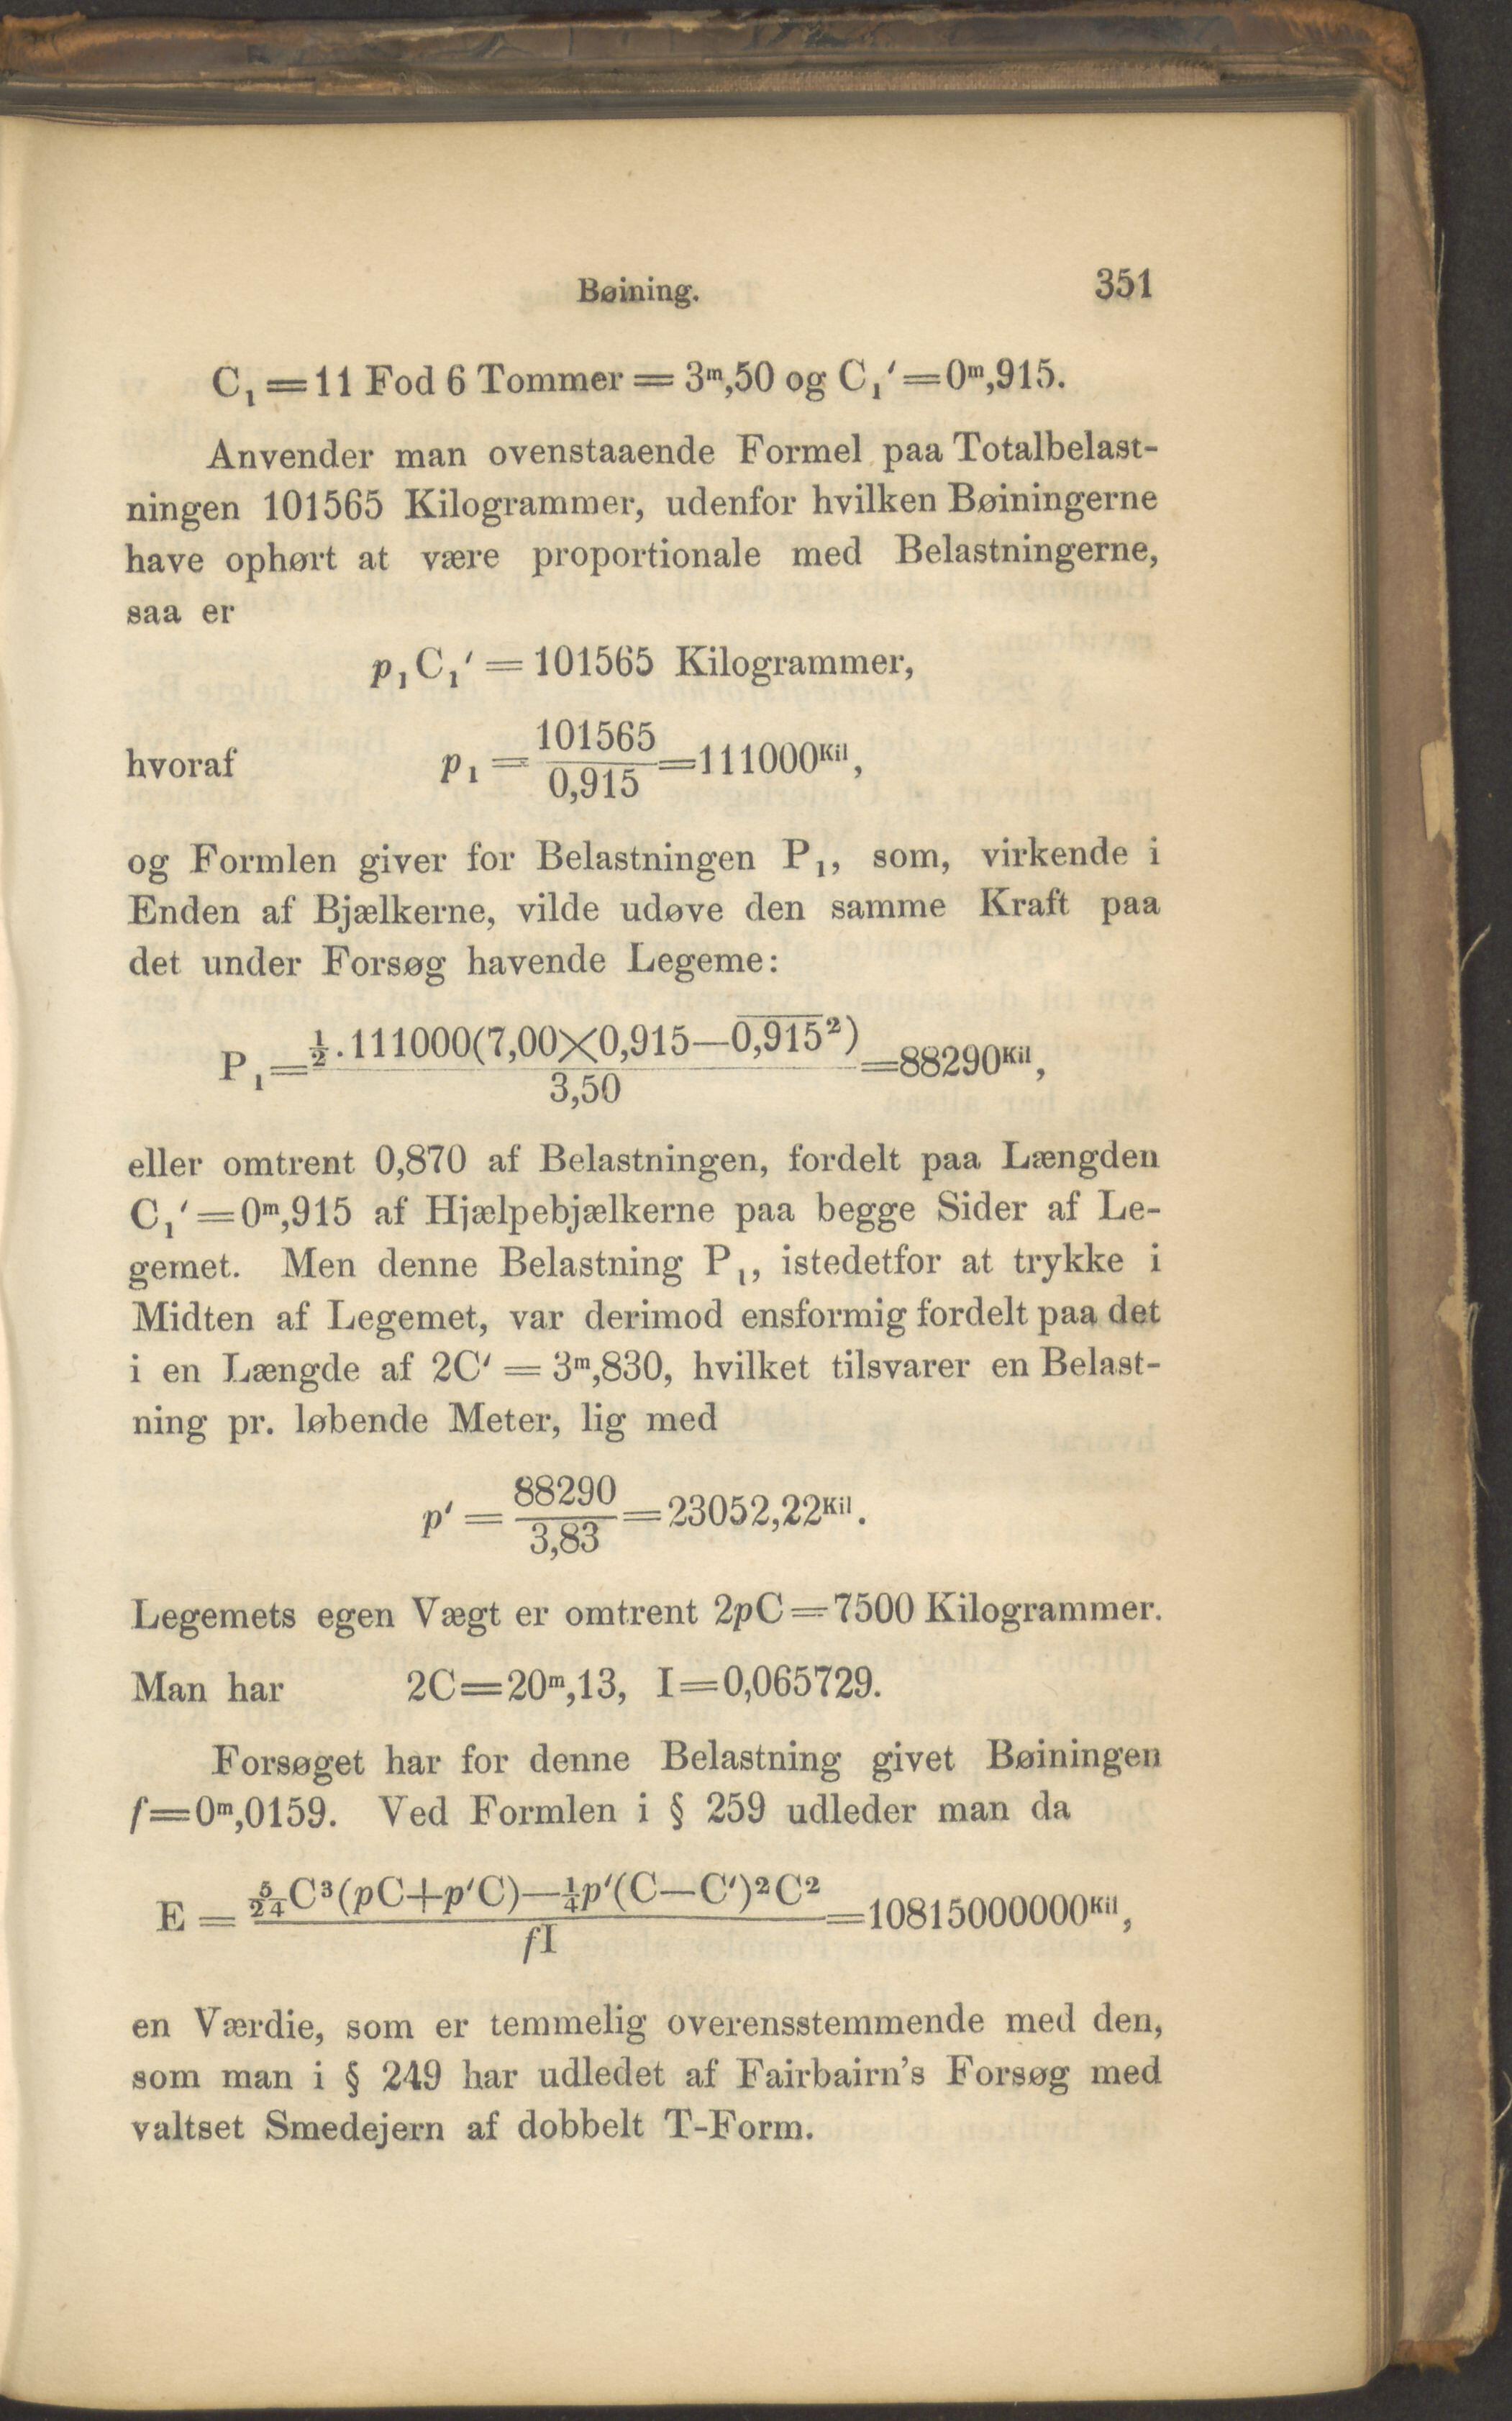 Bøining. 351
C₁ = 11 Fod 6 Tommer = 3ᵐ,50 og C₁′ = 0ᵐ,915.
Anvender man ovenstaaende Formel paa Totalbelast-
ningen 101565 Kilogrammer, udenfor hvilken Bøiningerne
have ophørt at være proportionale med Belastningerne,
saa er
p₁C₁′ = 101565 Kilogrammer,
hvoraf p₁ = \frac{101565}{0,915} = 111000ᴷⁱˡ,
og Formlen giver for Belastningen P₁, som, virkende i
Enden af Bjælkerne, vilde udøve den samme Kraft paa
det under Forsøg havende Legeme:
P₁ = \frac{½ . 111000(7,00×0,915—\overline{0,915}²)}{3,50} = 88290ᴷⁱˡ,
eller omtrent 0,870 af Belastningen, fordelt paa Længden
C₁′ = 0ᵐ,915 af Hjælpebjælkerne paa begge Sider af Le-
gemet. Men denne Belastning P₁, istedetfor at trykke i
Midten af Legemet, var derimod ensformig fordelt paa det
i en Længde af 2C′ = 3ᵐ,830, hvilket tilsvarer en Belast-
ning pr. løbende Meter, lig med
p′ = \frac{88290}{3,83} = 23052,22ᴷⁱˡ.
Legemets egen Vægt er omtrent 2pC = 7500 Kilogrammer.
Man har 2C = 20ᵐ,13, I = 0,065729.
Forsøget har for denne Belastning givet Bøiningen
f = 0ᵐ,0159. Ved Formlen i § 259 udleder man da
E = \frac{\frac{5}{24}C³(pC+p′C)—¼p′(C—C′)²C²}{fI} = 10815000000ᴷⁱˡ,
en Værdie, som er temmelig overensstemmende med den,
som man i § 249 har udledet af Fairbairn's Forsøg med
valtset Smedejern af dobbelt T-Form.